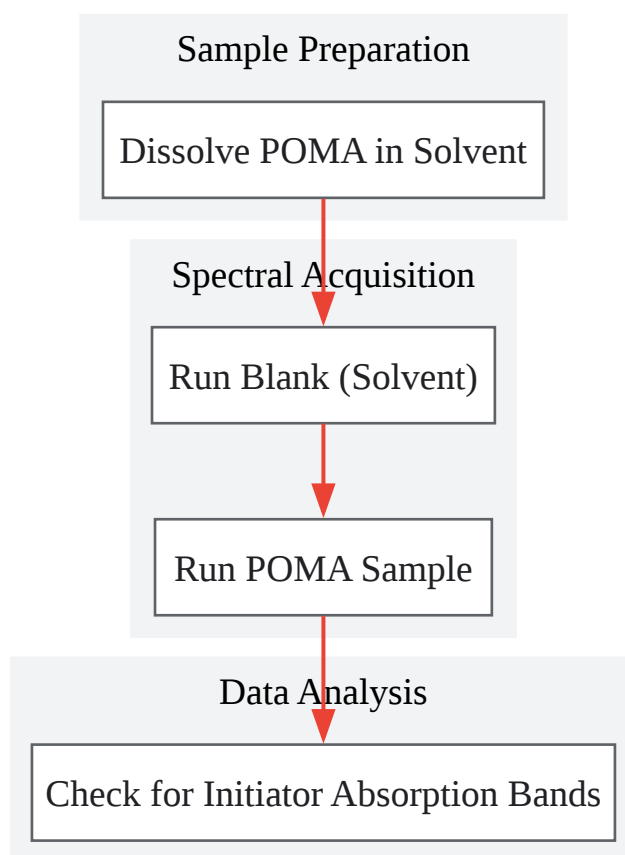 Sample Preparation
Dissolve POMA in Solvent
Spectral Acquisition
Run Blank (Solvent)
Run POMA Sample
Data Analysis
Check for Initiator Absorption Bands